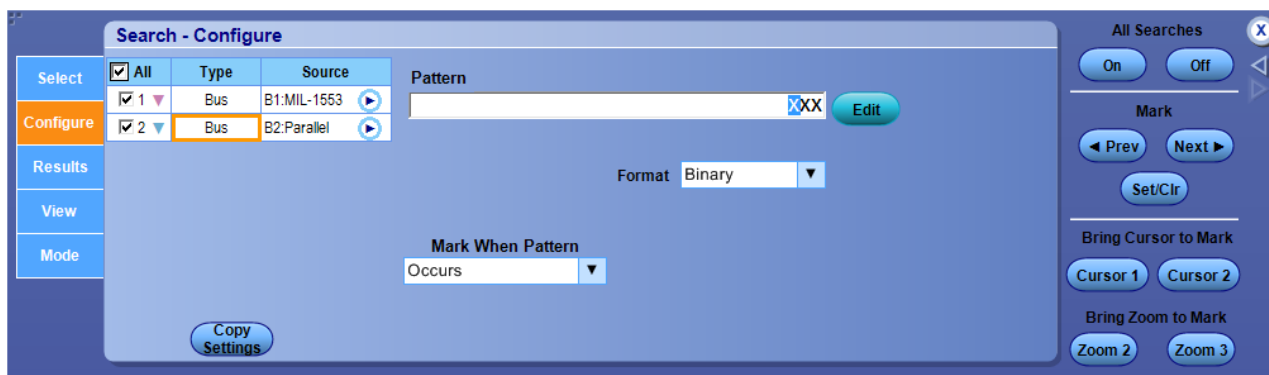 Search - Configure
Select
Configure
Results
View
Mode
All Type Source
1 Bus B1:MIL-1553
2 Bus B2:Parallel
Pattern
XXX
Edit
Format Binary
Mark When Pattern
Occurs
Copy
Settings
All Searches
On Off
Mark
Prev Next
Set/Clr
Bring Cursor to Mark
Cursor 1 Cursor 2
Bring Zoom to Mark
Zoom 2 Zoom 3
X